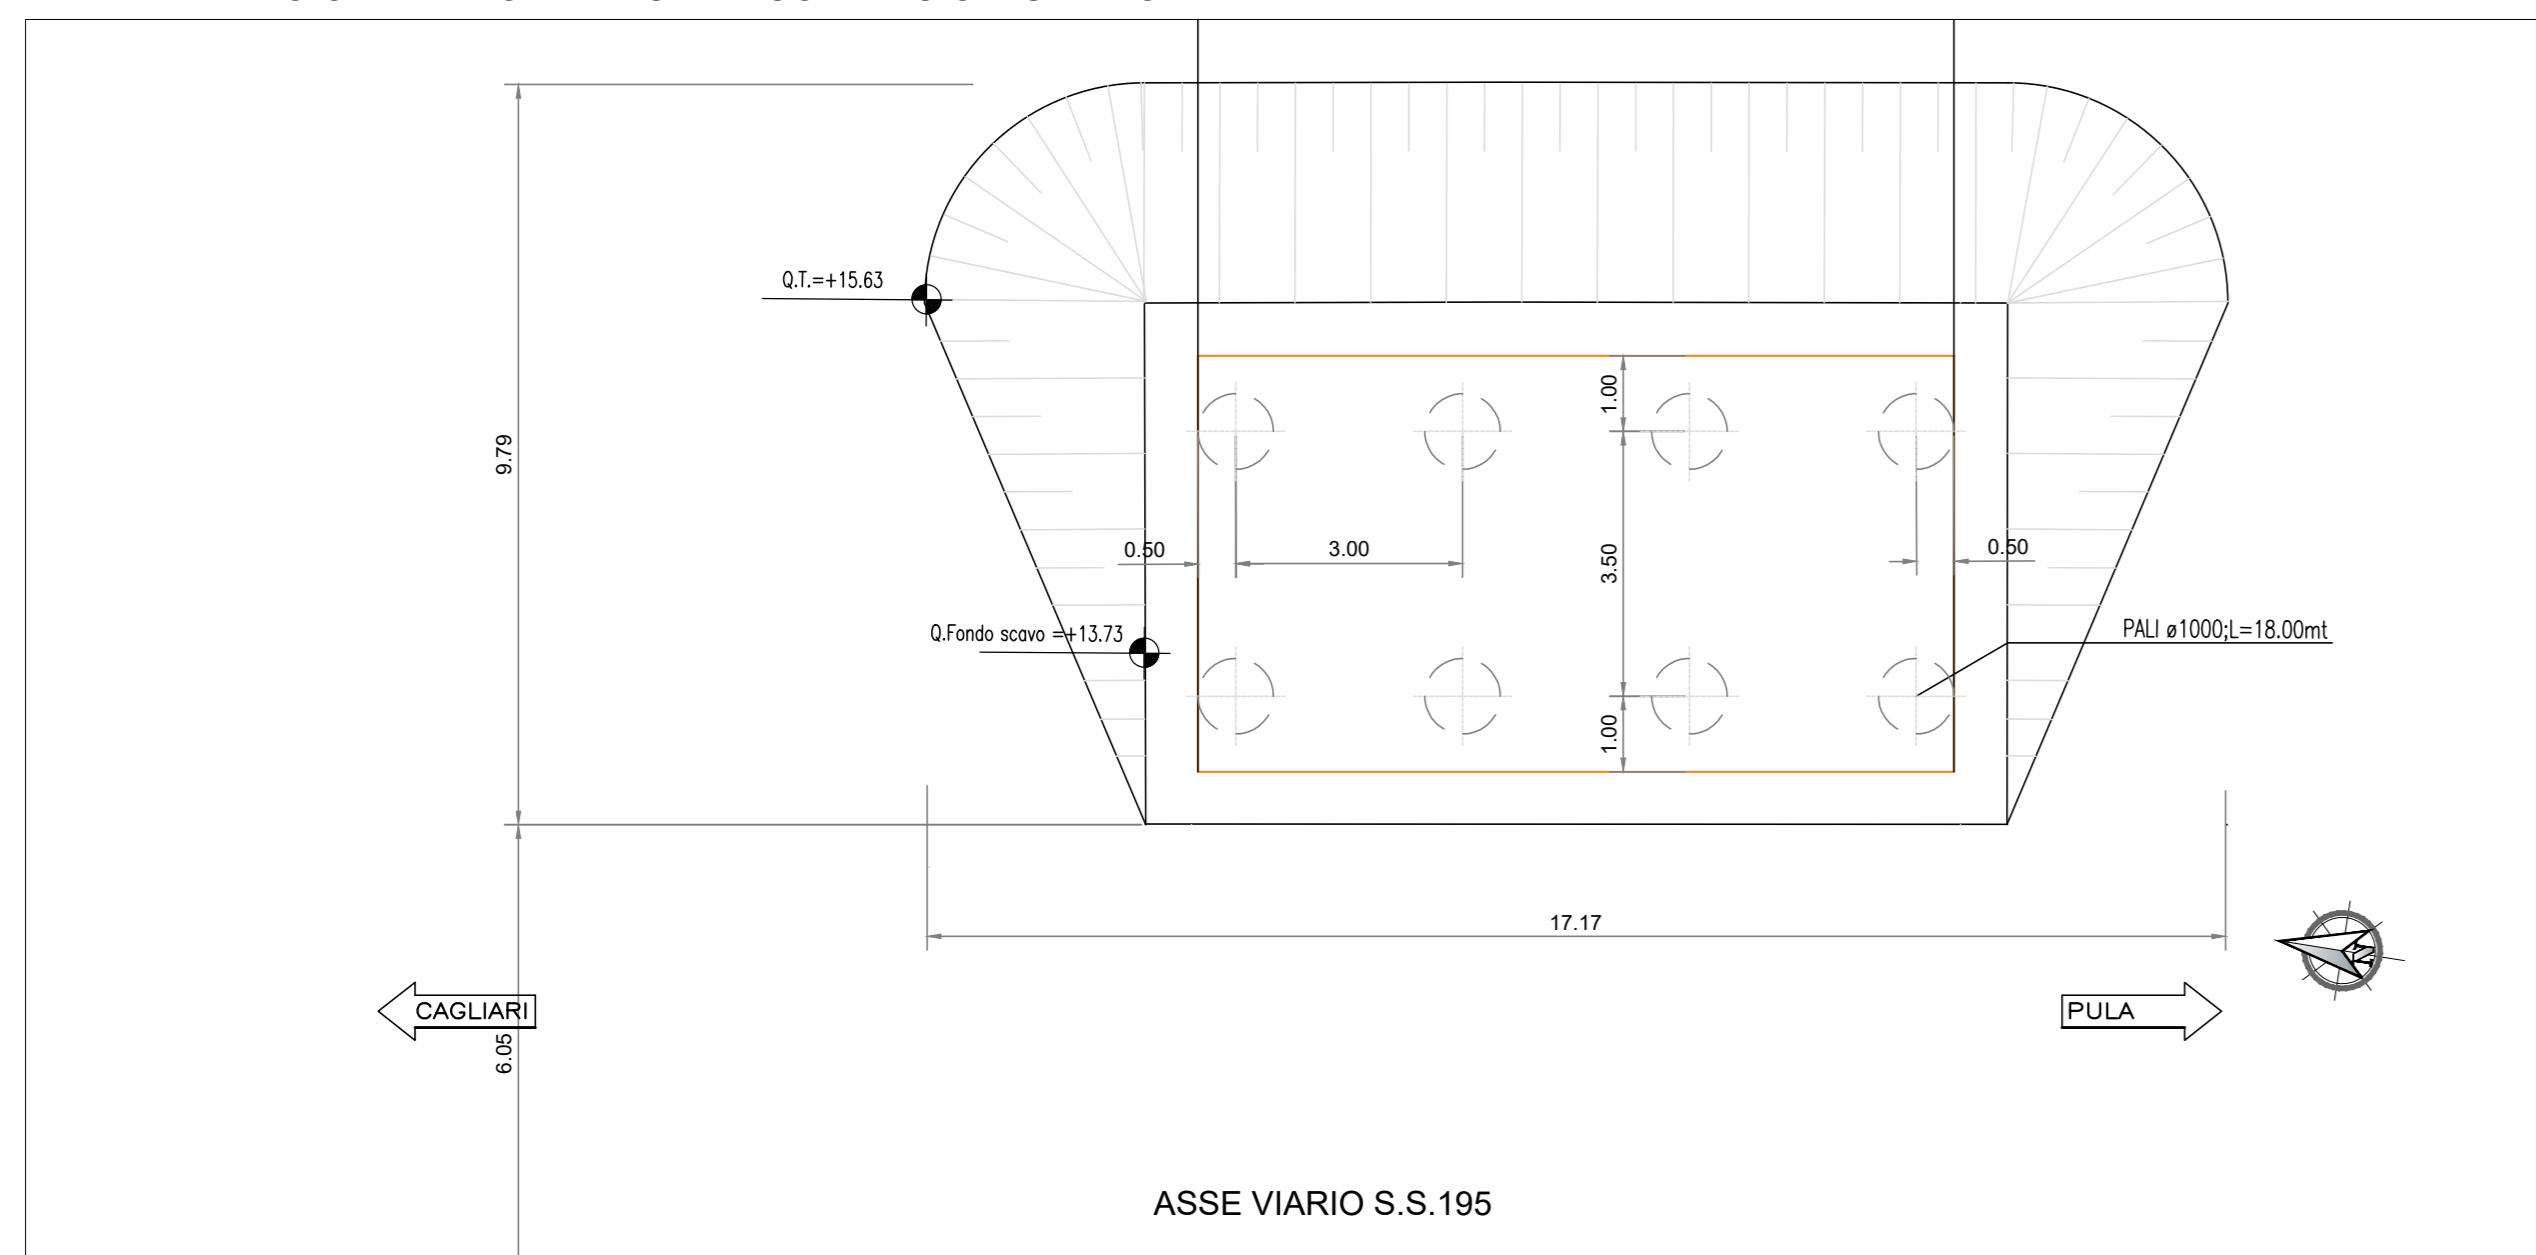 Q.T.=+15.63
1.00
9.79
0.50
3.00
3.50
0.50
Q.Fondo scavo =+13.73
PALI ø1000;L=18.00mt
1.00
17.17
CAGLIARI
PULA
6.05
ASSE VIARIO S.S.195